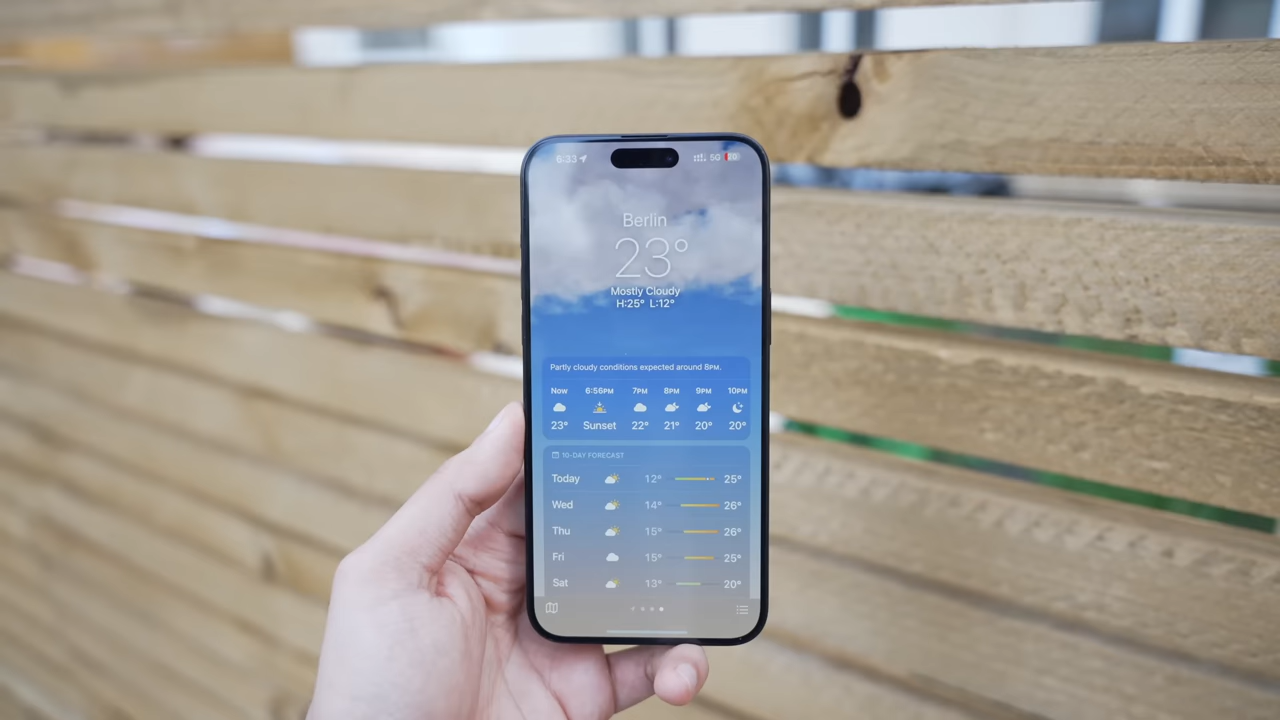 6:33 5G 20
Berlin
23°
Mostly Cloudy
H:25° L:12°
Partly cloudy conditions expected around 8PM.
Now 6:56PM 7PM 8PM 9PM 10PM
23° Sunset 22° 21° 20° 20°
10-DAY FORECAST
Today 12° 25°
Wed 14° 26°
Thu 15° 26°
Fri 15° 25°
Sat 13° 20°